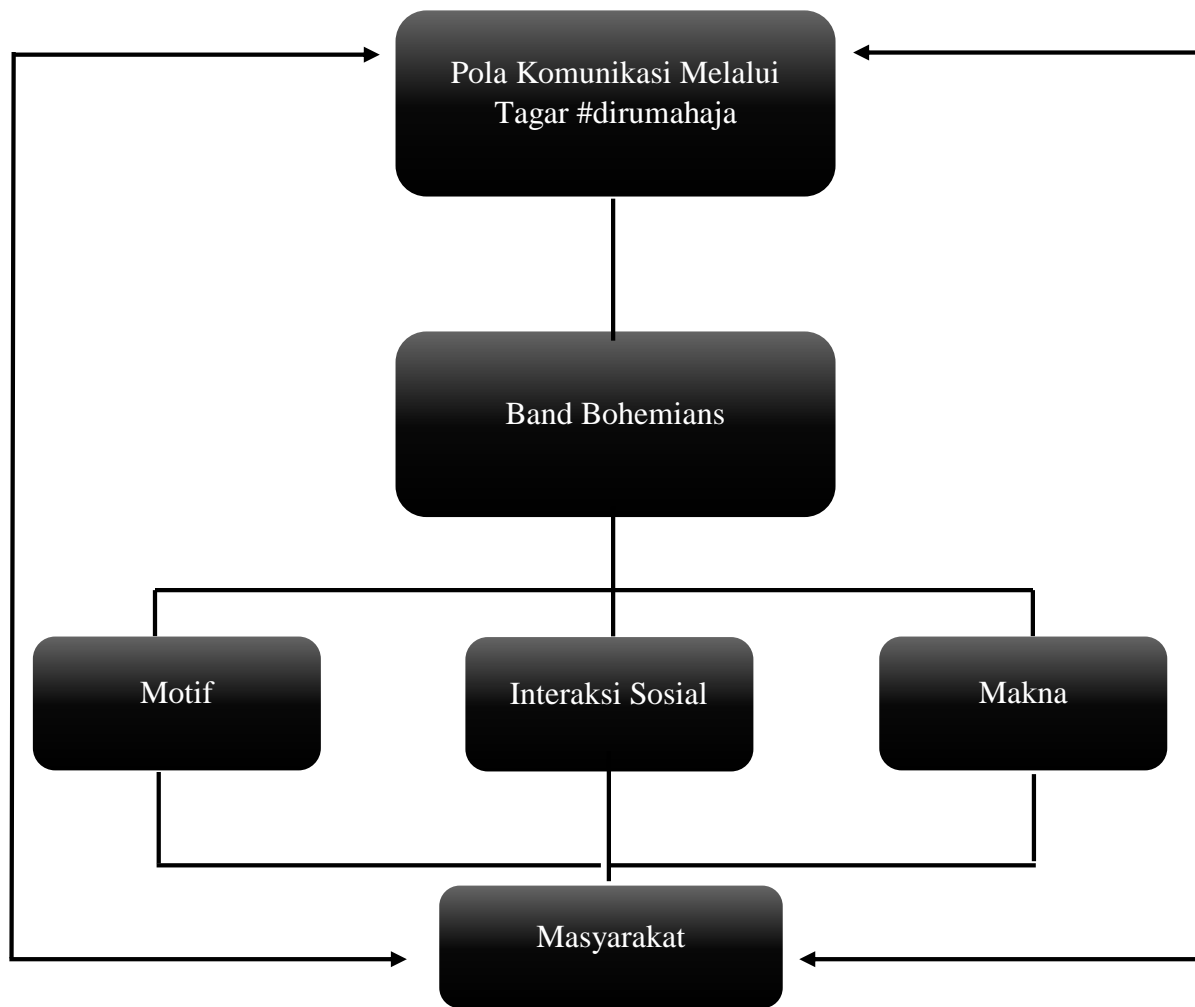 Pola Komunikasi Melalui
Tagar #dirumahaja
Band Bohemians
Motif
Interaksi Sosial
Makna
Masyarakat